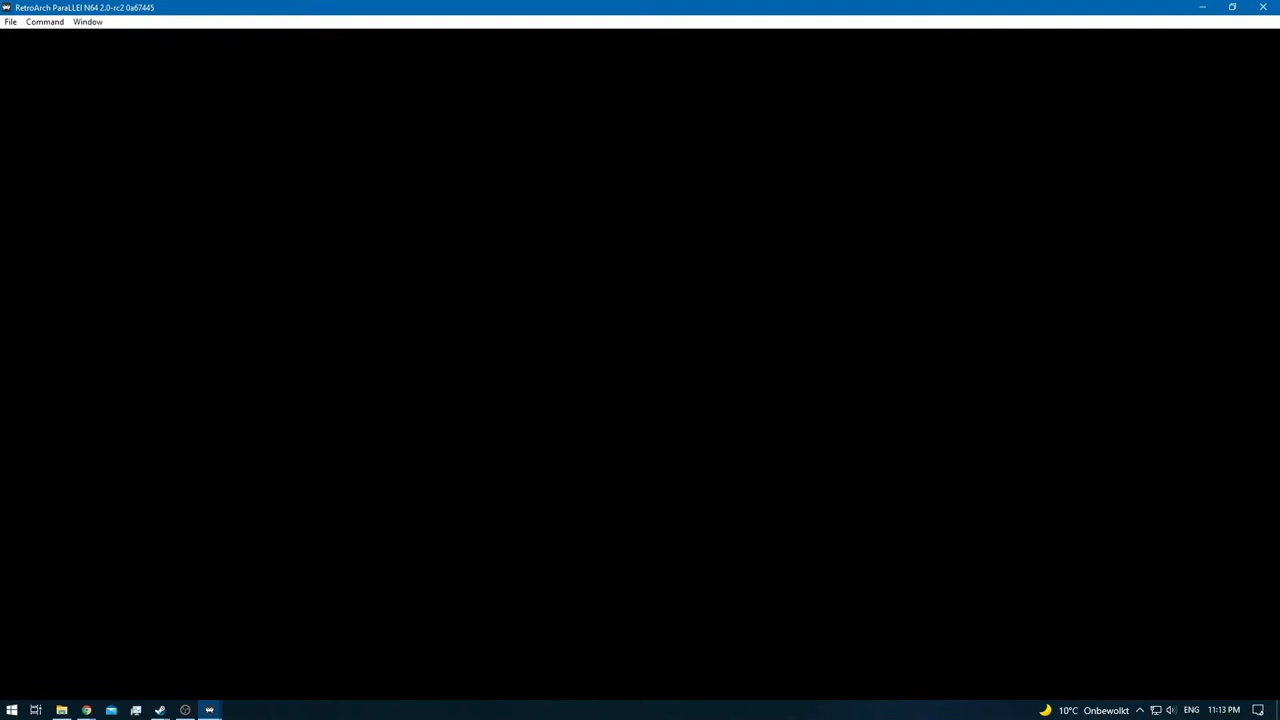 RetroArch ParaLLEl N64 2.0-rc2 0a67445
File Command Window
10°C Onbewolkt ENG 11:13 PM